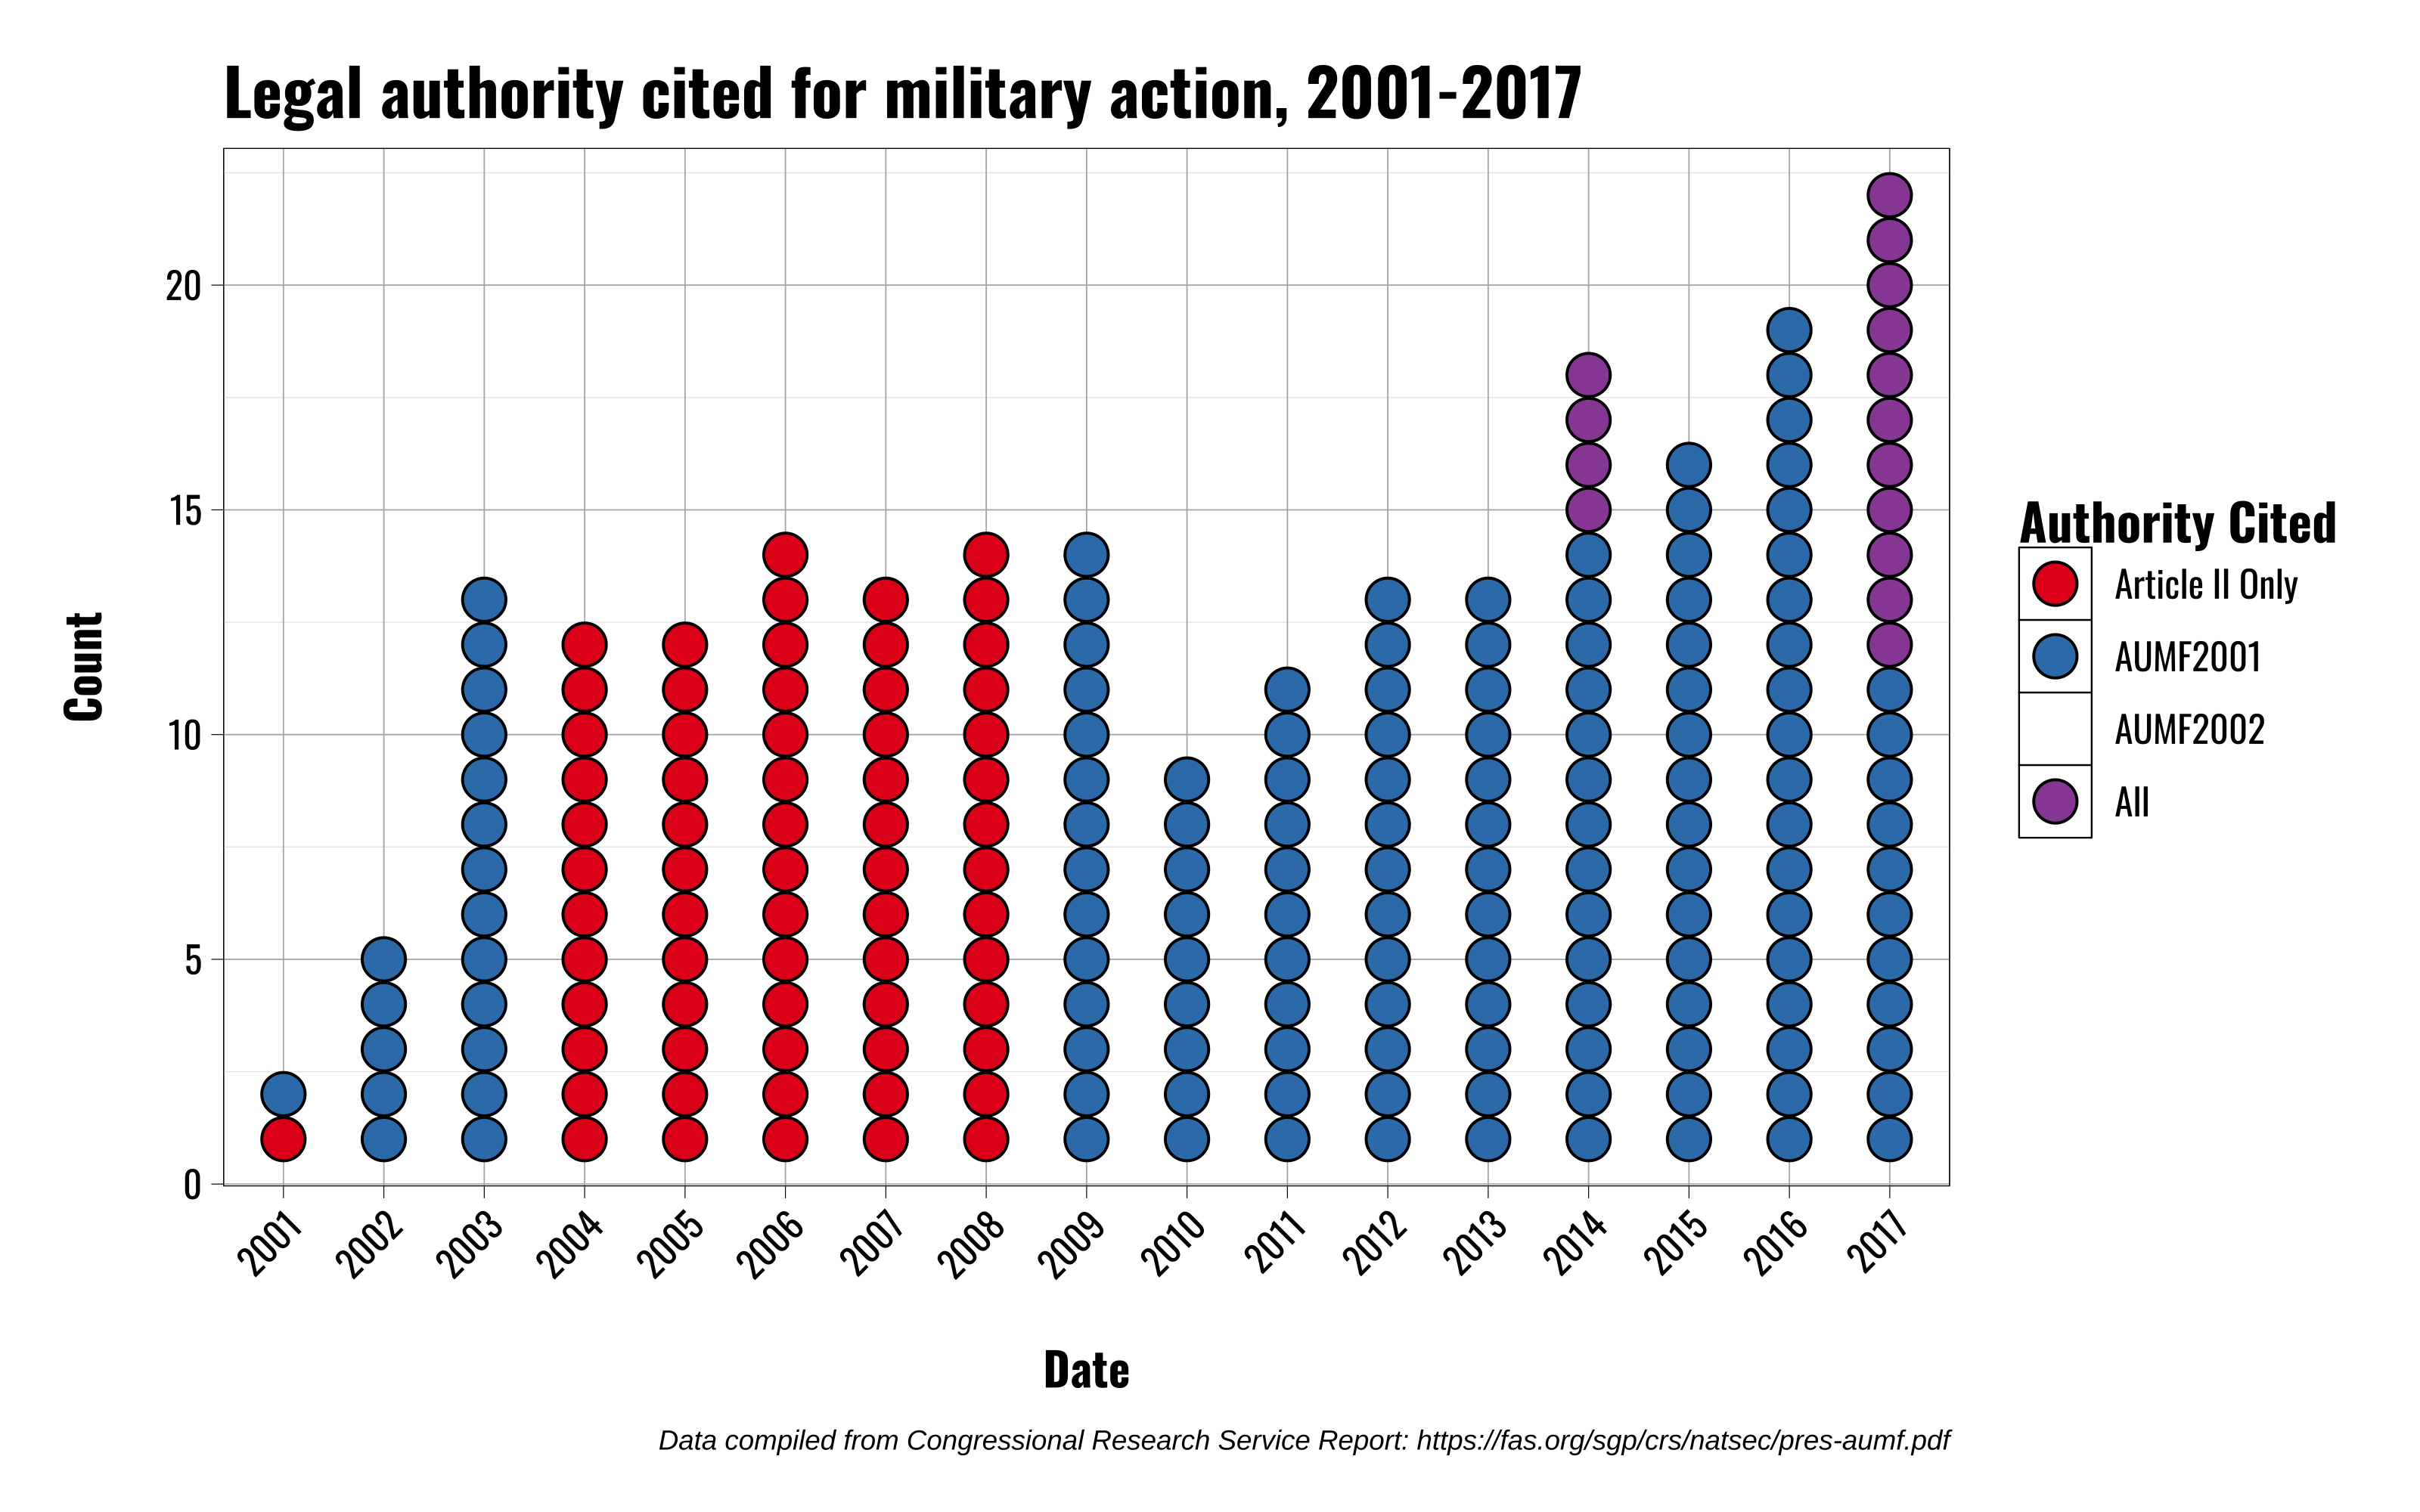 Legal authority cited for military action, 2001-2017
Count
20
15
10
5
0
2001
2002
2003
2004
2005
2006
2007
2008
2009
2010
2011
2012
2013
2014
2015
2016
2017
Date
Authority Cited
Article II Only
AUMF2001
AUMF2002
All
Data compiled from Congressional Research Service Report: https://fas.org/sgp/crs/natsec/pres-aumf.pdf